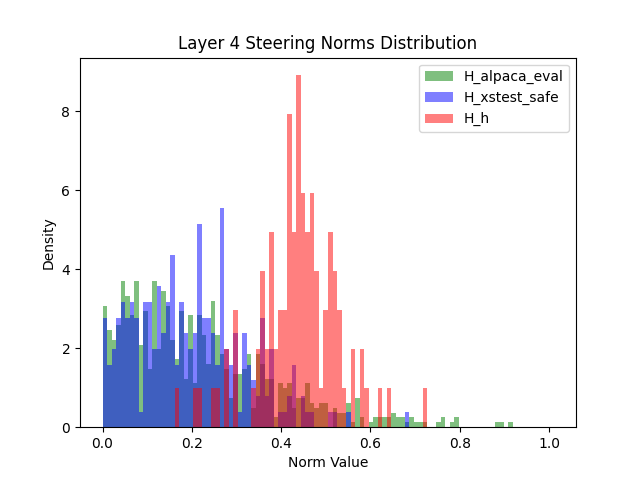 Layer 4 Steering Norms Distribution
H_alpaca_eval
H_xstest_safe
H_h
8
6
4
2
0
Density
0.0 0.2 0.4 0.6 0.8 1.0
Norm Value